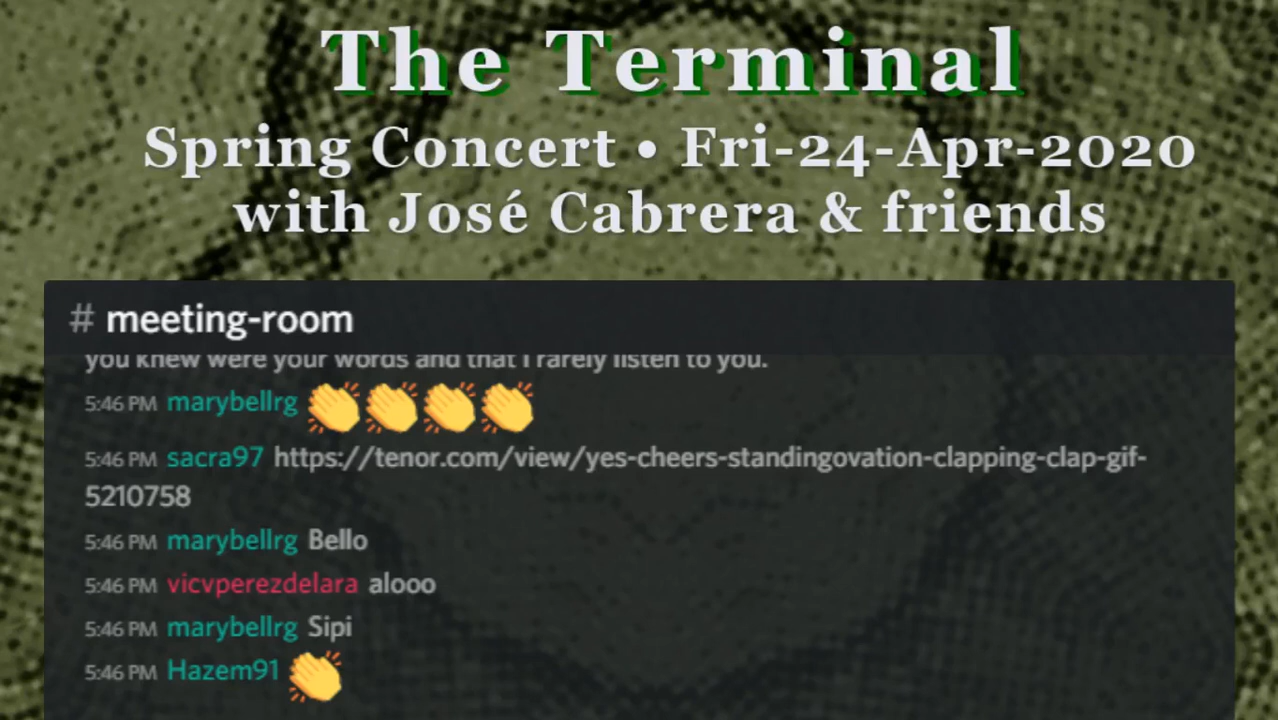 The Terminal
Spring Concert • Fri-24-Apr-2020
with José Cabrera & friends
# meeting-room
you knew were your words and that I rarely listen to you.
5:46 PM marybellrg 👏👏👏👏
5:46 PM sacra97 https://tenor.com/view/yes-cheers-standingovation-clapping-clap-gif-
5210758
5:46 PM marybellrg Bello
5:46 PM vicvperezdelara alooo
5:46 PM marybellrg Sipi
5:46 PM Hazem91 👏